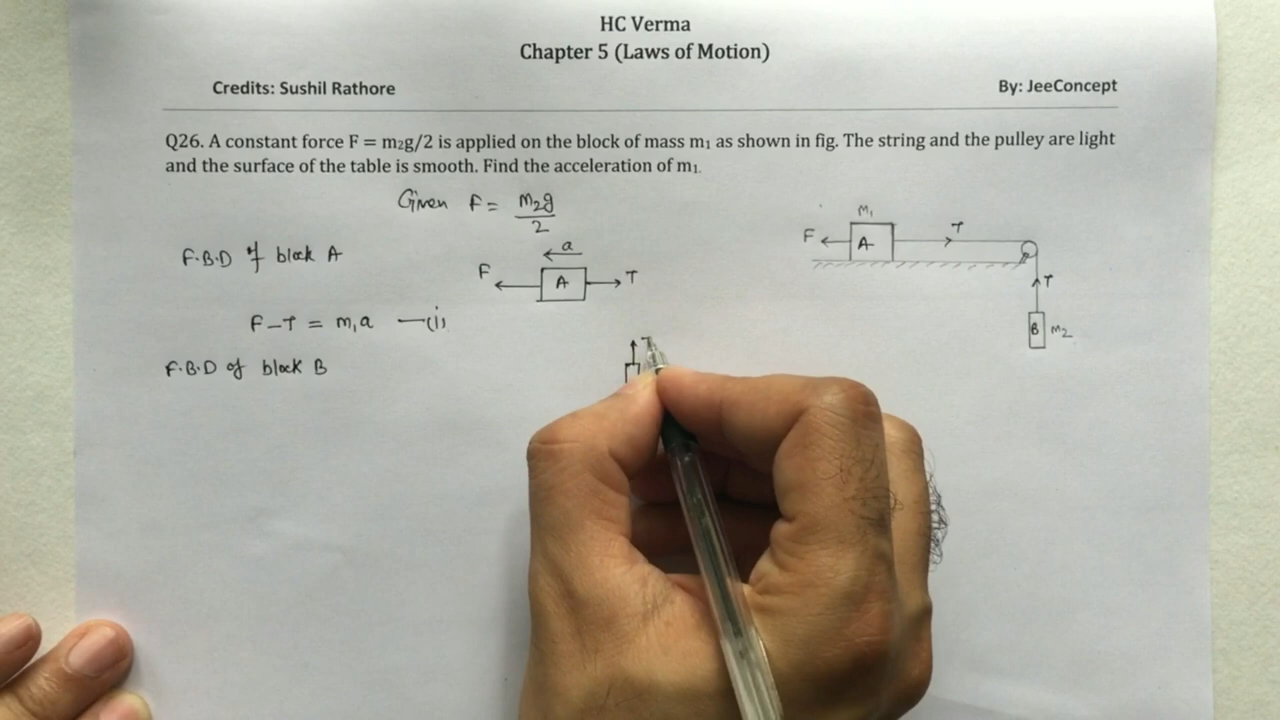 HC Verma
Chapter 5 (Laws of Motion)
Credits: Sushil Rathore
By: JeeConcept
Q26. A constant force F = m₂g/2 is applied on the block of mass m₁ as shown in fig. The string and the pulley are light
and the surface of the table is smooth. Find the acceleration of m₁.
Given F = m₂g/2
F.B.D of block A
a
F A T
F-T = m₁a —(i)
F.B.D of block B
M₁
F A T
T
B M₂